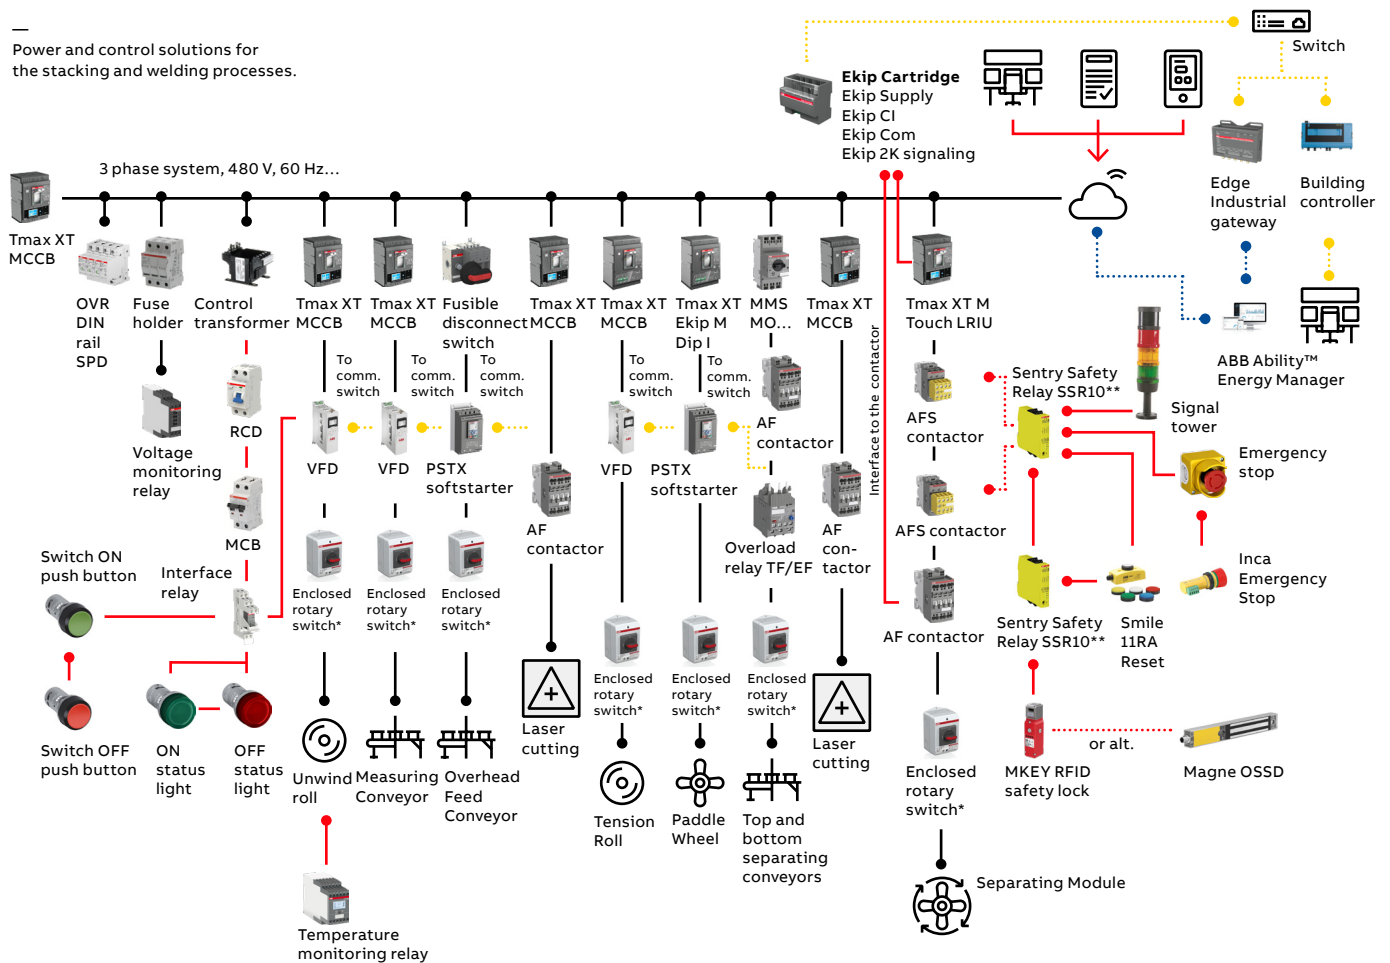 Power and control solutions for
the stacking and welding processes.
Ekip Cartridge
Ekip Supply
Ekip CI
Ekip Com
Ekip 2K signaling
Switch
Edge
Industrial
gateway
Building
controller
3 phase system, 480 V, 60 Hz...
Tmax XT
MCCB
OVR
DIN
rail
SPD
Fuse
holder
Control
transformer
Tmax XT
MCCB
Tmax XT
MCCB
Fusible
disconnect
switch
Tmax XT
MCCB
Tmax XT
MCCB
Tmax XT
Ekip M
Dip I
MMS
MO...
Tmax XT
MCCB
Tmax XT M
Touch LRIU
Interface to the contactor
ABB Ability™
Energy Manager
To
comm.
switch
To
comm.
switch
To
comm.
switch
To
comm.
switch
To
comm.
switch
Sentry Safety
Relay SSR10**
Signal
tower
RCD
AF
contactor
AFS
contactor
Voltage
monitoring
relay
VFD
VFD
PSTX
softstarter
VFD
PSTX
softstarter
Emergency
stop
MCB
AF
contactor
Overload
relay TF/EF
AF
con-
tactor
AFS contactor
Switch ON
push button
Interface
relay
Enclosed
rotary
switch*
Enclosed
rotary
switch*
Enclosed
rotary
switch*
Inca
Emergency
Stop
AF contactor
Sentry Safety
Relay SSR10**
Smile
11RA
Reset
Enclosed
rotary
switch*
Enclosed
rotary
switch*
Enclosed
rotary
switch*
Switch OFF
push button
ON
status
light
OFF
status
light
Unwind
roll
Measuring
Conveyor
Overhead
Feed
Conveyor
Laser
cutting
Laser
cutting
or alt.
Enclosed
rotary
switch*
MKEY RFID
safety lock
Magne OSSD
Tension
Roll
Paddle
Wheel
Top and
bottom
separating
conveyors
Separating Module
Temperature
monitoring relay